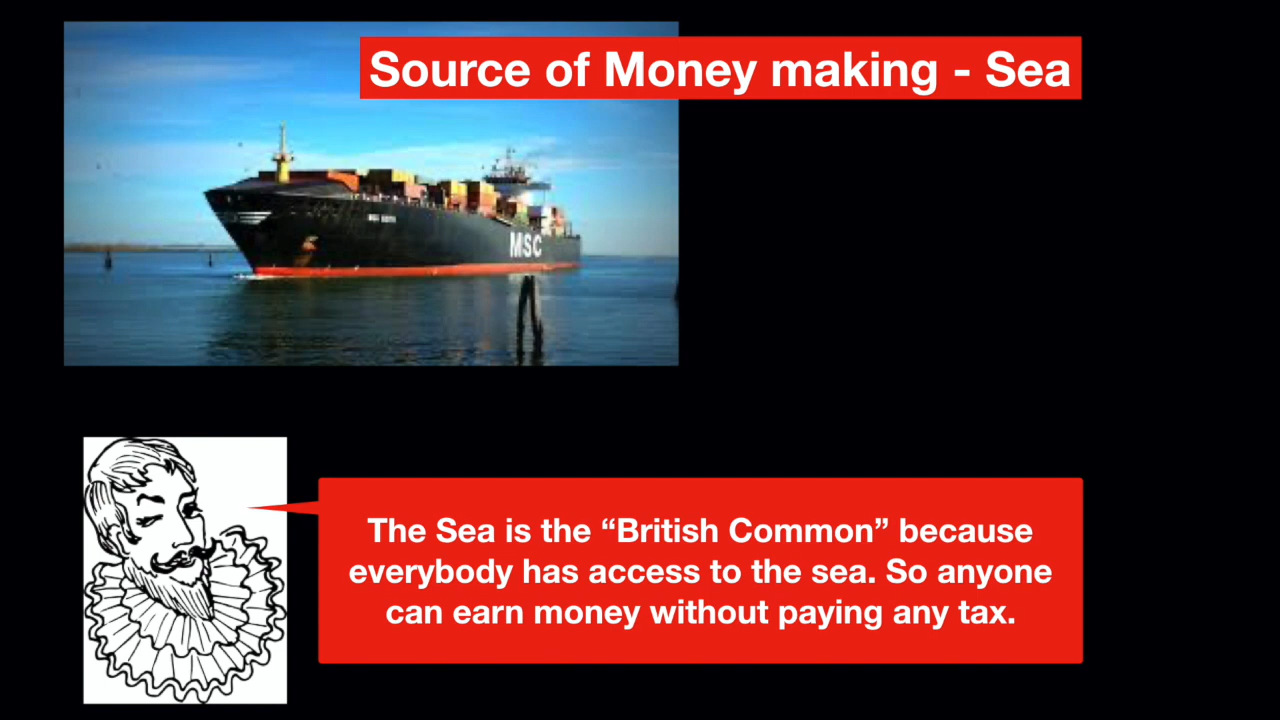 Source of Money making - Sea
MSC
The Sea is the “British Common” because
everybody has access to the sea. So anyone
can earn money without paying any tax.